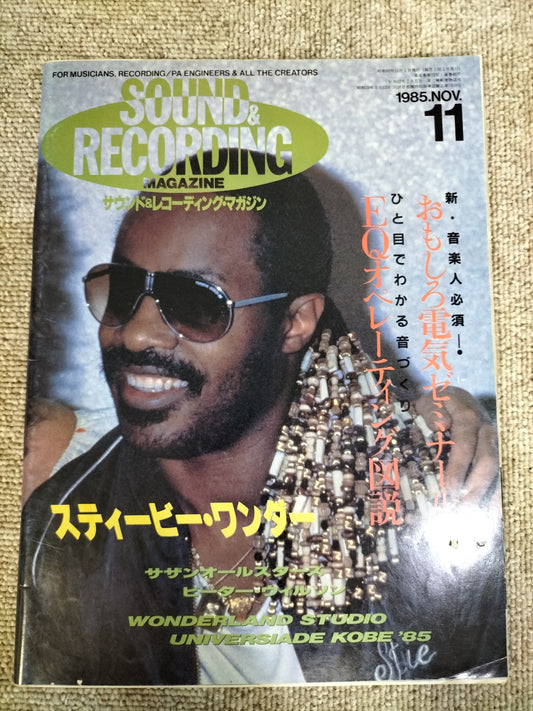 FOR MUSICIANS, RECORDING/PA ENGINEERS & ALL THE CREATORS
SOUND &
RECORDING
MAGAZINE
サウンド&レコーディング・マガジン
1985.NOV.
11
新・音楽人必須―
おもしろ電気ゼミナール
ひと目でわかる音づくり
EQオペレーティング図説
スティービー・ワンダー
サザンオールスターズ
ピーター・ウィルソン
WONDERLAND STUDIO
UNIVERSIADE KOBE '85